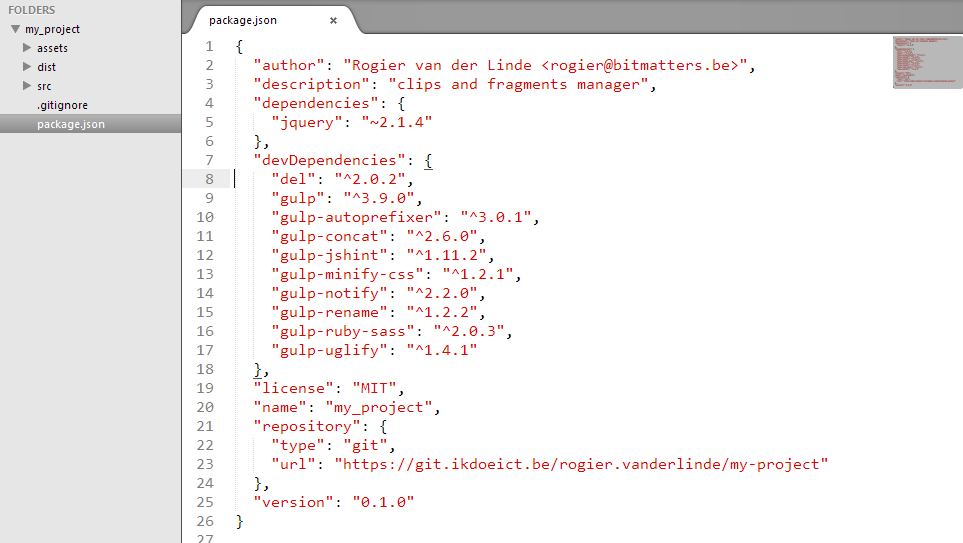 FOLDERS
my_project
assets
dist
src
.gitignore
package.json
package.json ×
1 {
2 "author": "Rogier van der Linde <rogier@bitmatters.be>",
3 "description": "clips and fragments manager",
4 "dependencies": {
5 "jquery": "~2.1.4"
6 },
7 "devDependencies": {
8 "del": "^2.0.2",
9 "gulp": "^3.9.0",
10 "gulp-autoprefixer": "^3.0.1",
11 "gulp-concat": "^2.6.0",
12 "gulp-jshint": "^1.11.2",
13 "gulp-minify-css": "^1.2.1",
14 "gulp-notify": "^2.2.0",
15 "gulp-rename": "^1.2.2",
16 "gulp-ruby-sass": "^2.0.3",
17 "gulp-uglify": "^1.4.1"
18 },
19 "license": "MIT",
20 "name": "my_project",
21 "repository": {
22 "type": "git",
23 "url": "https://git.ikdoeict.be/rogier.vanderlinde/my-project"
24 },
25 "version": "0.1.0"
26 }
27